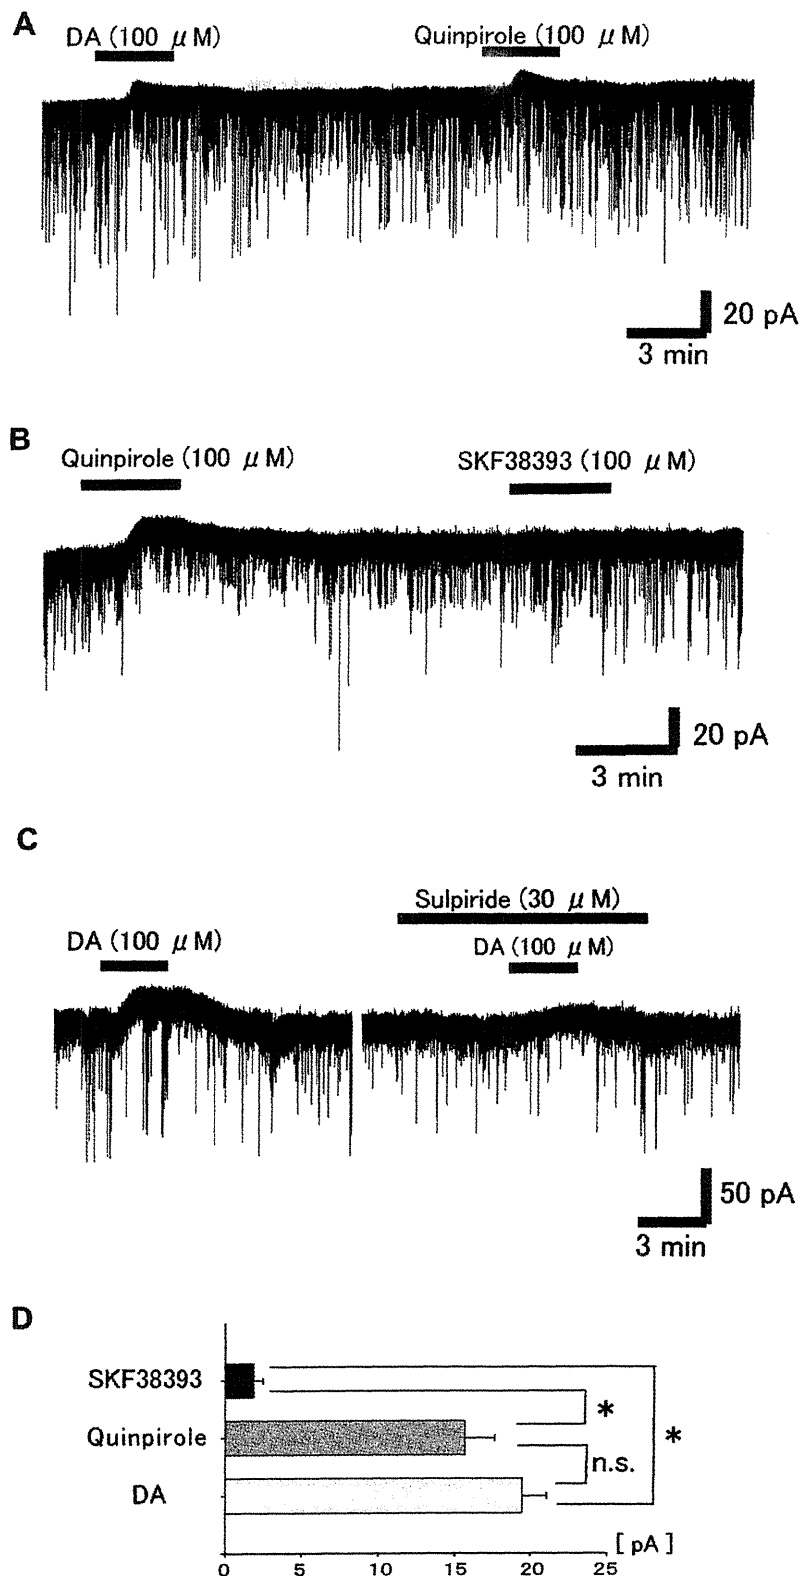 A
DA (100 μM)
Quinpirole (100 μM)
20 pA
3 min
B
Quinpirole (100 μM)
SKF38393 (100 μM)
20 pA
3 min
C
Sulpiride (30 μM)
DA (100 μM)
DA (100 μM)
50 pA
3 min
D
SKF38393
Quinpirole
DA
*
*
n.s.
[ pA ]
0 5 10 15 20 25